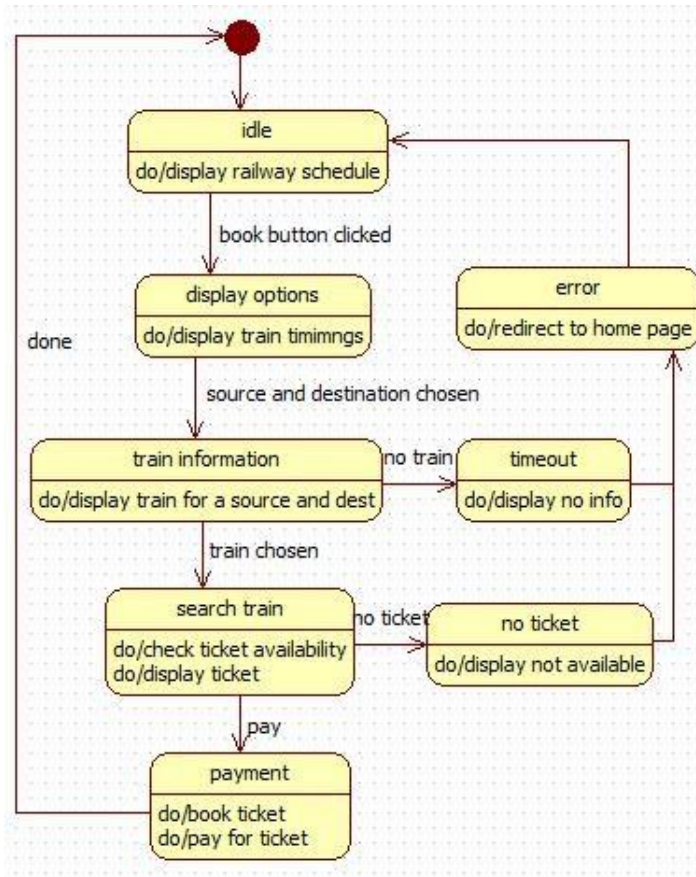 idle
do/display railway schedule
book button clicked
display options
do/display train timimngs
error
do/redirect to home page
done
source and destination chosen
train information
do/display train for a source and dest
no train
timeout
do/display no info
train chosen
search train
do/check ticket availability
do/display ticket
no ticket
no ticket
do/display not available
pay
payment
do/book ticket
do/pay for ticket